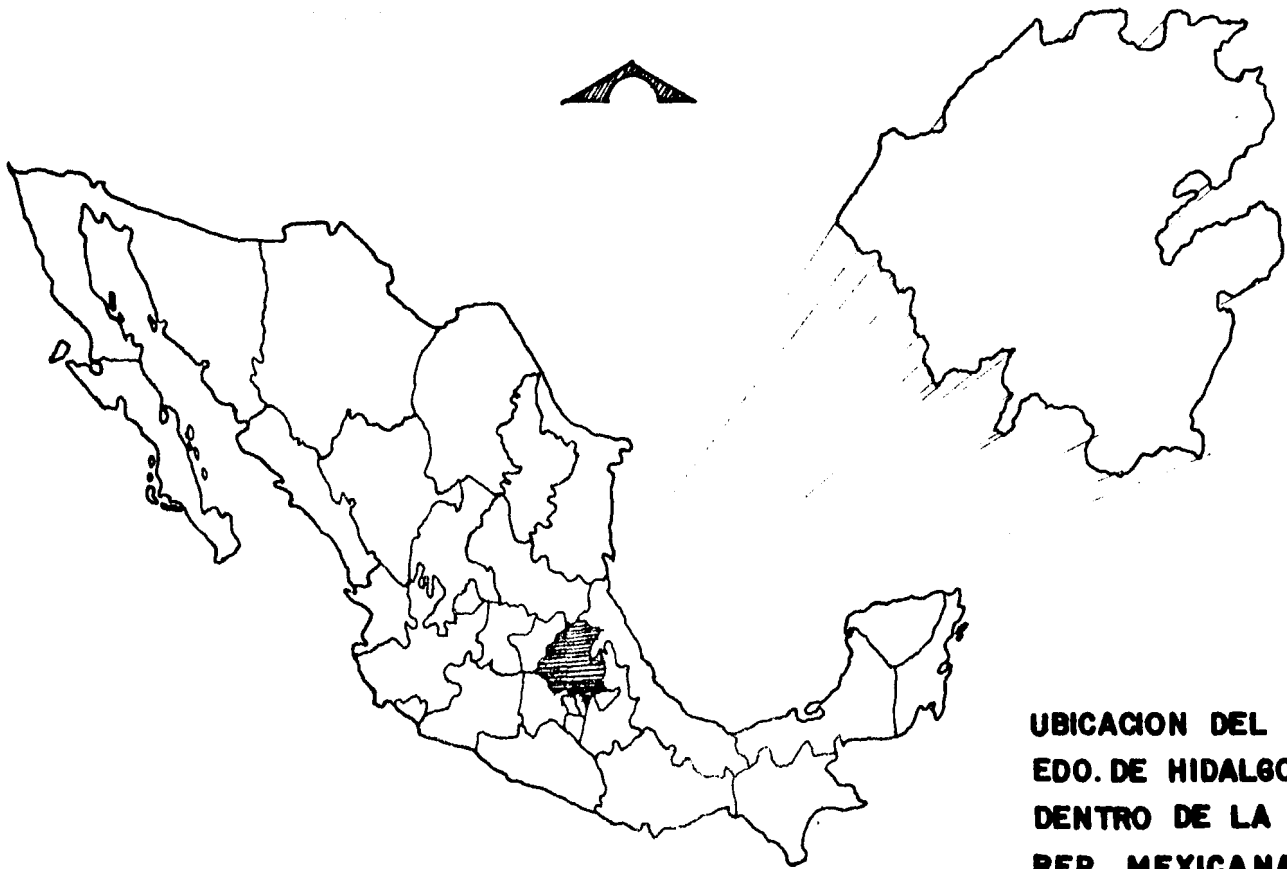 UBICACION DEL
EDO. DE HIDALGO
DENTRO DE LA
REP. MEXICANA